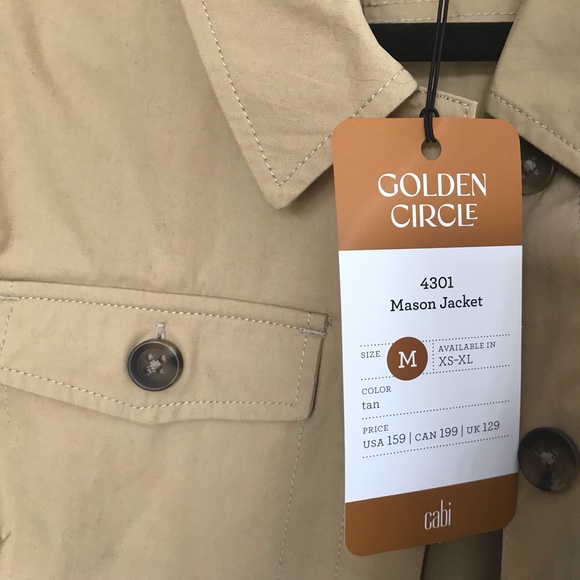 GOLDEN
CIRCLE
4301
Mason Jacket
SIZE M AVAILABLE IN
XS-XL
COLOR
tan
PRICE
USA 159 | CAN 199 | UK 129
cabi